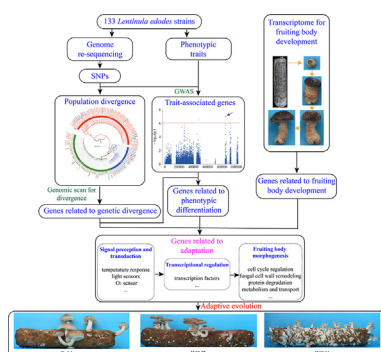 133 Lentinula edodes strains
Genome
re-sequencing
Phenotypic
traits
Transcriptome for
fruiting body
development
SNPs
GWAS
Population divergence
Trait-associated genes
Genomic scan for
divergence
Genes related to genetic divergence
Genes related to
phenotypic
differentiation
Genes related to fruiting
body development
Genes related to
adaptation
Signal preception and
transduction
temperature response
light sensors
O₂ sensor
...
Transcriptional regulation
transcription factors
...
Fruiting body
morphogenesis
cell cycle regulation
fungal cell wall remodeling
protein degradation
metabolism and transport
...
Adaptive evolution